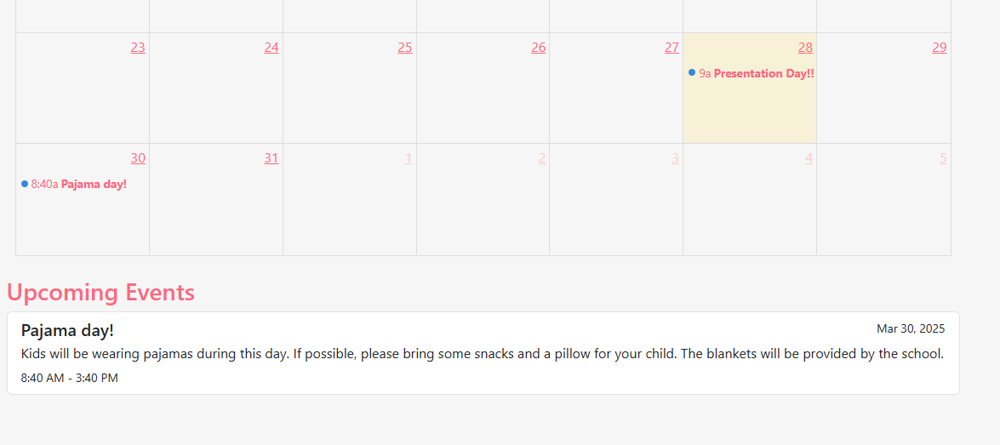 23 24 25 26 27 28 29
9a Presentation Day!!
30 31 1 2 3 4 5
8:40a Pajama day!
Upcoming Events
Pajama day! Mar 30, 2025
Kids will be wearing pajamas during this day. If possible, please bring some snacks and a pillow for your child. The blankets will be provided by the school.
8:40 AM - 3:40 PM